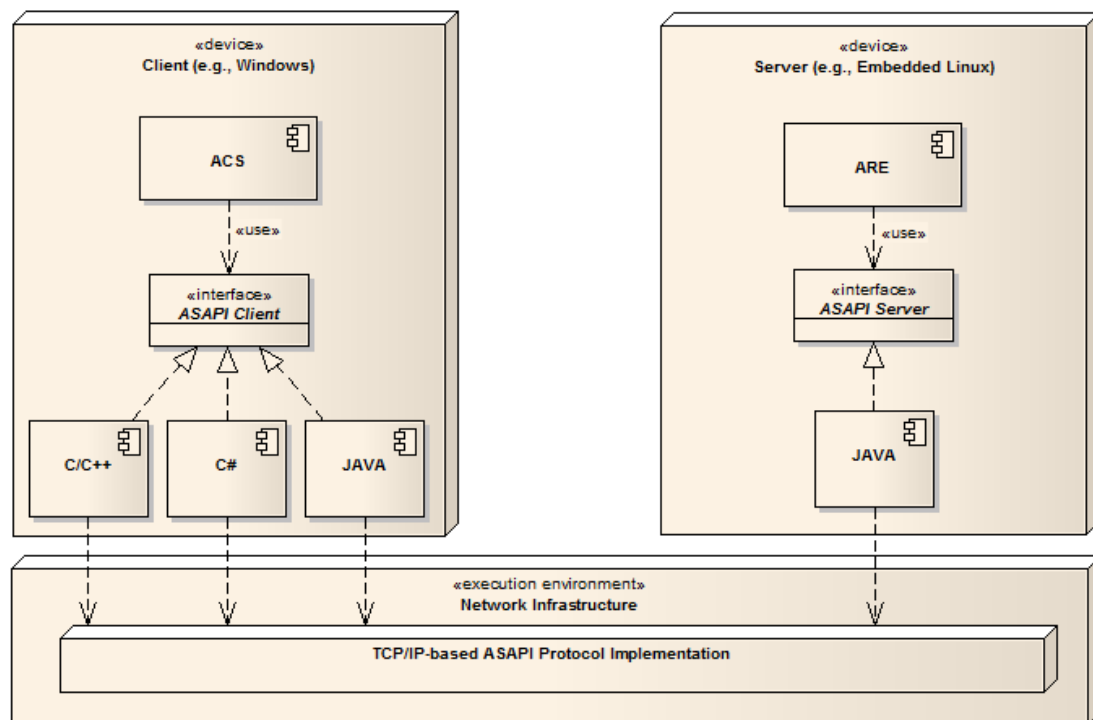 «device»
Client (e.g., Windows)
ACS
«use»
«interface»
ASAPI Client
C/C++
C#
JAVA
«device»
Server (e.g., Embedded Linux)
ARE
«use»
«interface»
ASAPI Server
JAVA
«execution environment»
Network Infrastructure
TCP/IP-based ASAPI Protocol Implementation